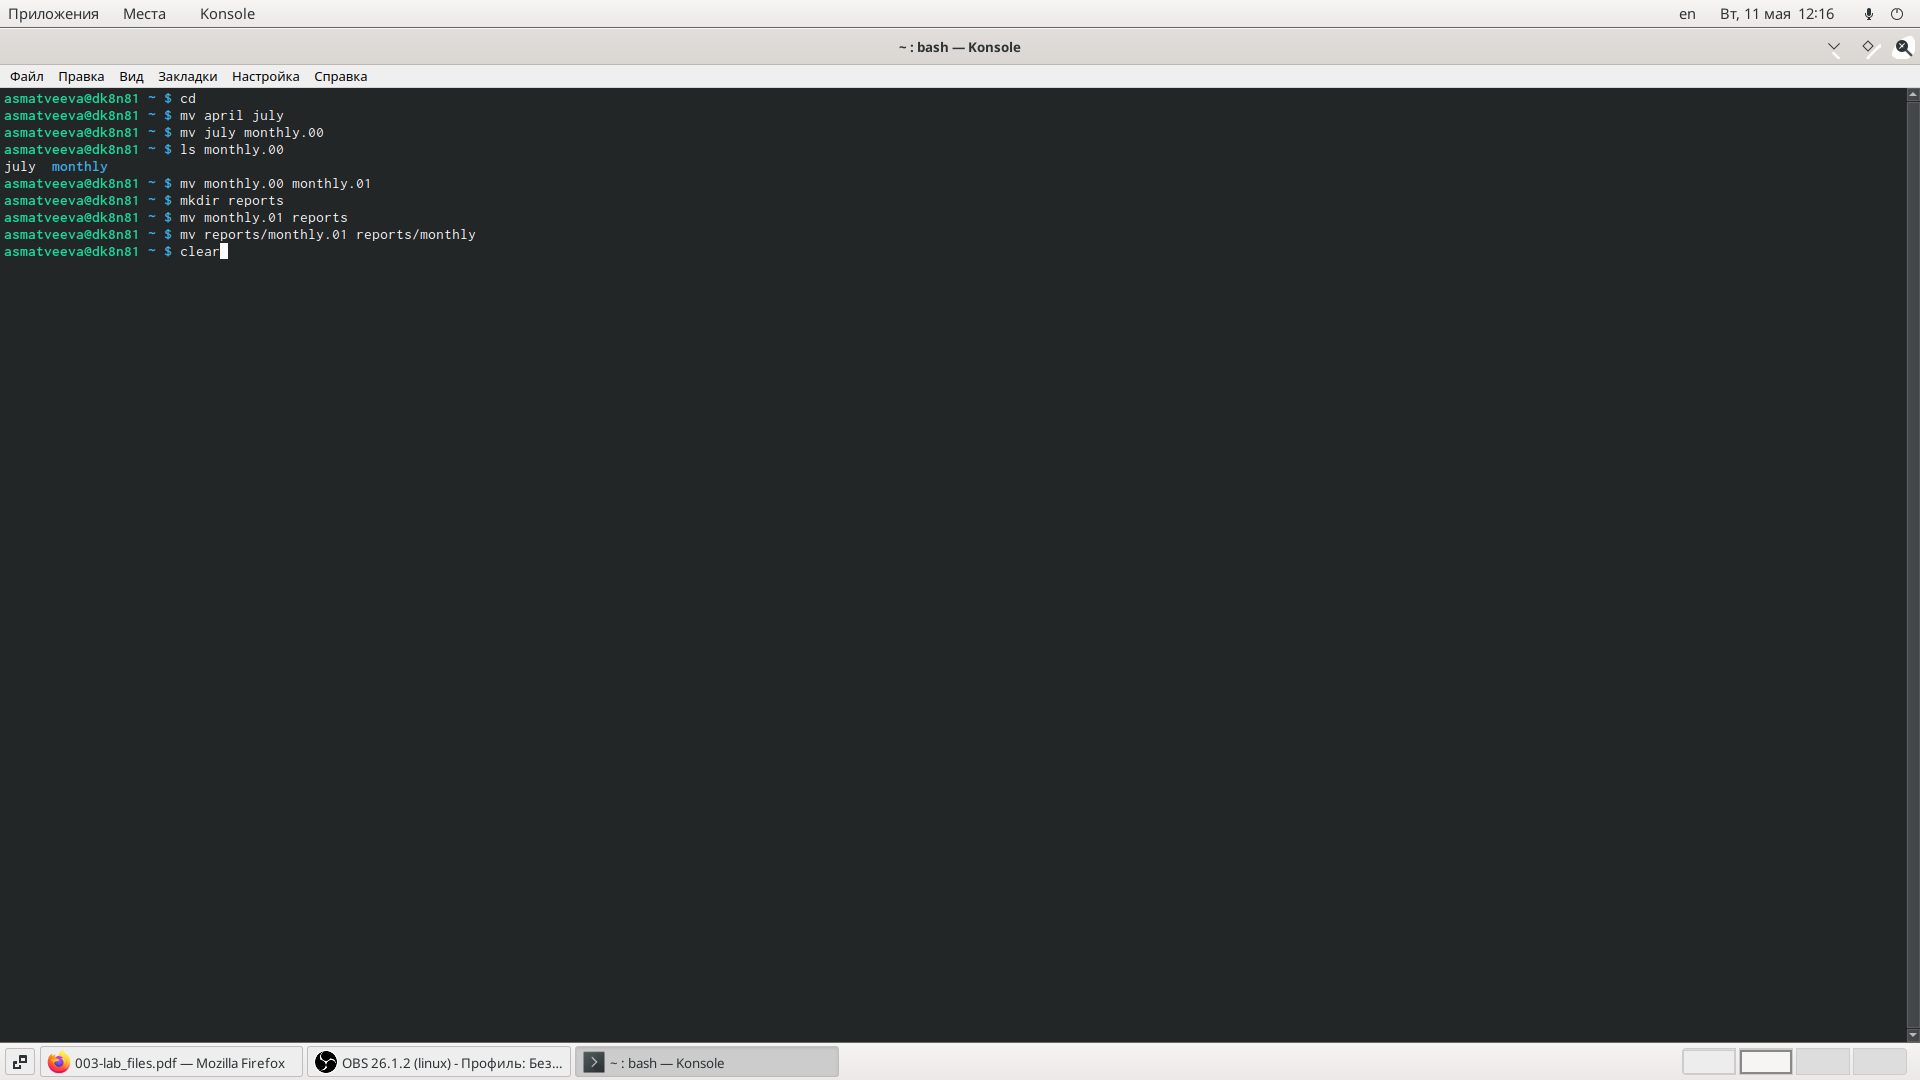 Приложения Места Konsole en Вт, 11 мая 12:16
~ : bash — Konsole
Файл Правка Вид Закладки Настройка Справка
asmatveeva@dk8n81 ~ $ cd
asmatveeva@dk8n81 ~ $ mv april july
asmatveeva@dk8n81 ~ $ mv july monthly.00
asmatveeva@dk8n81 ~ $ ls monthly.00
july monthly
asmatveeva@dk8n81 ~ $ mv monthly.00 monthly.01
asmatveeva@dk8n81 ~ $ mkdir reports
asmatveeva@dk8n81 ~ $ mv monthly.01 reports
asmatveeva@dk8n81 ~ $ mv reports/monthly.01 reports/monthly
asmatveeva@dk8n81 ~ $ clear
003-lab_files.pdf — Mozilla Firefox OBS 26.1.2 (linux) - Профиль: Без... ~ : bash — Konsole